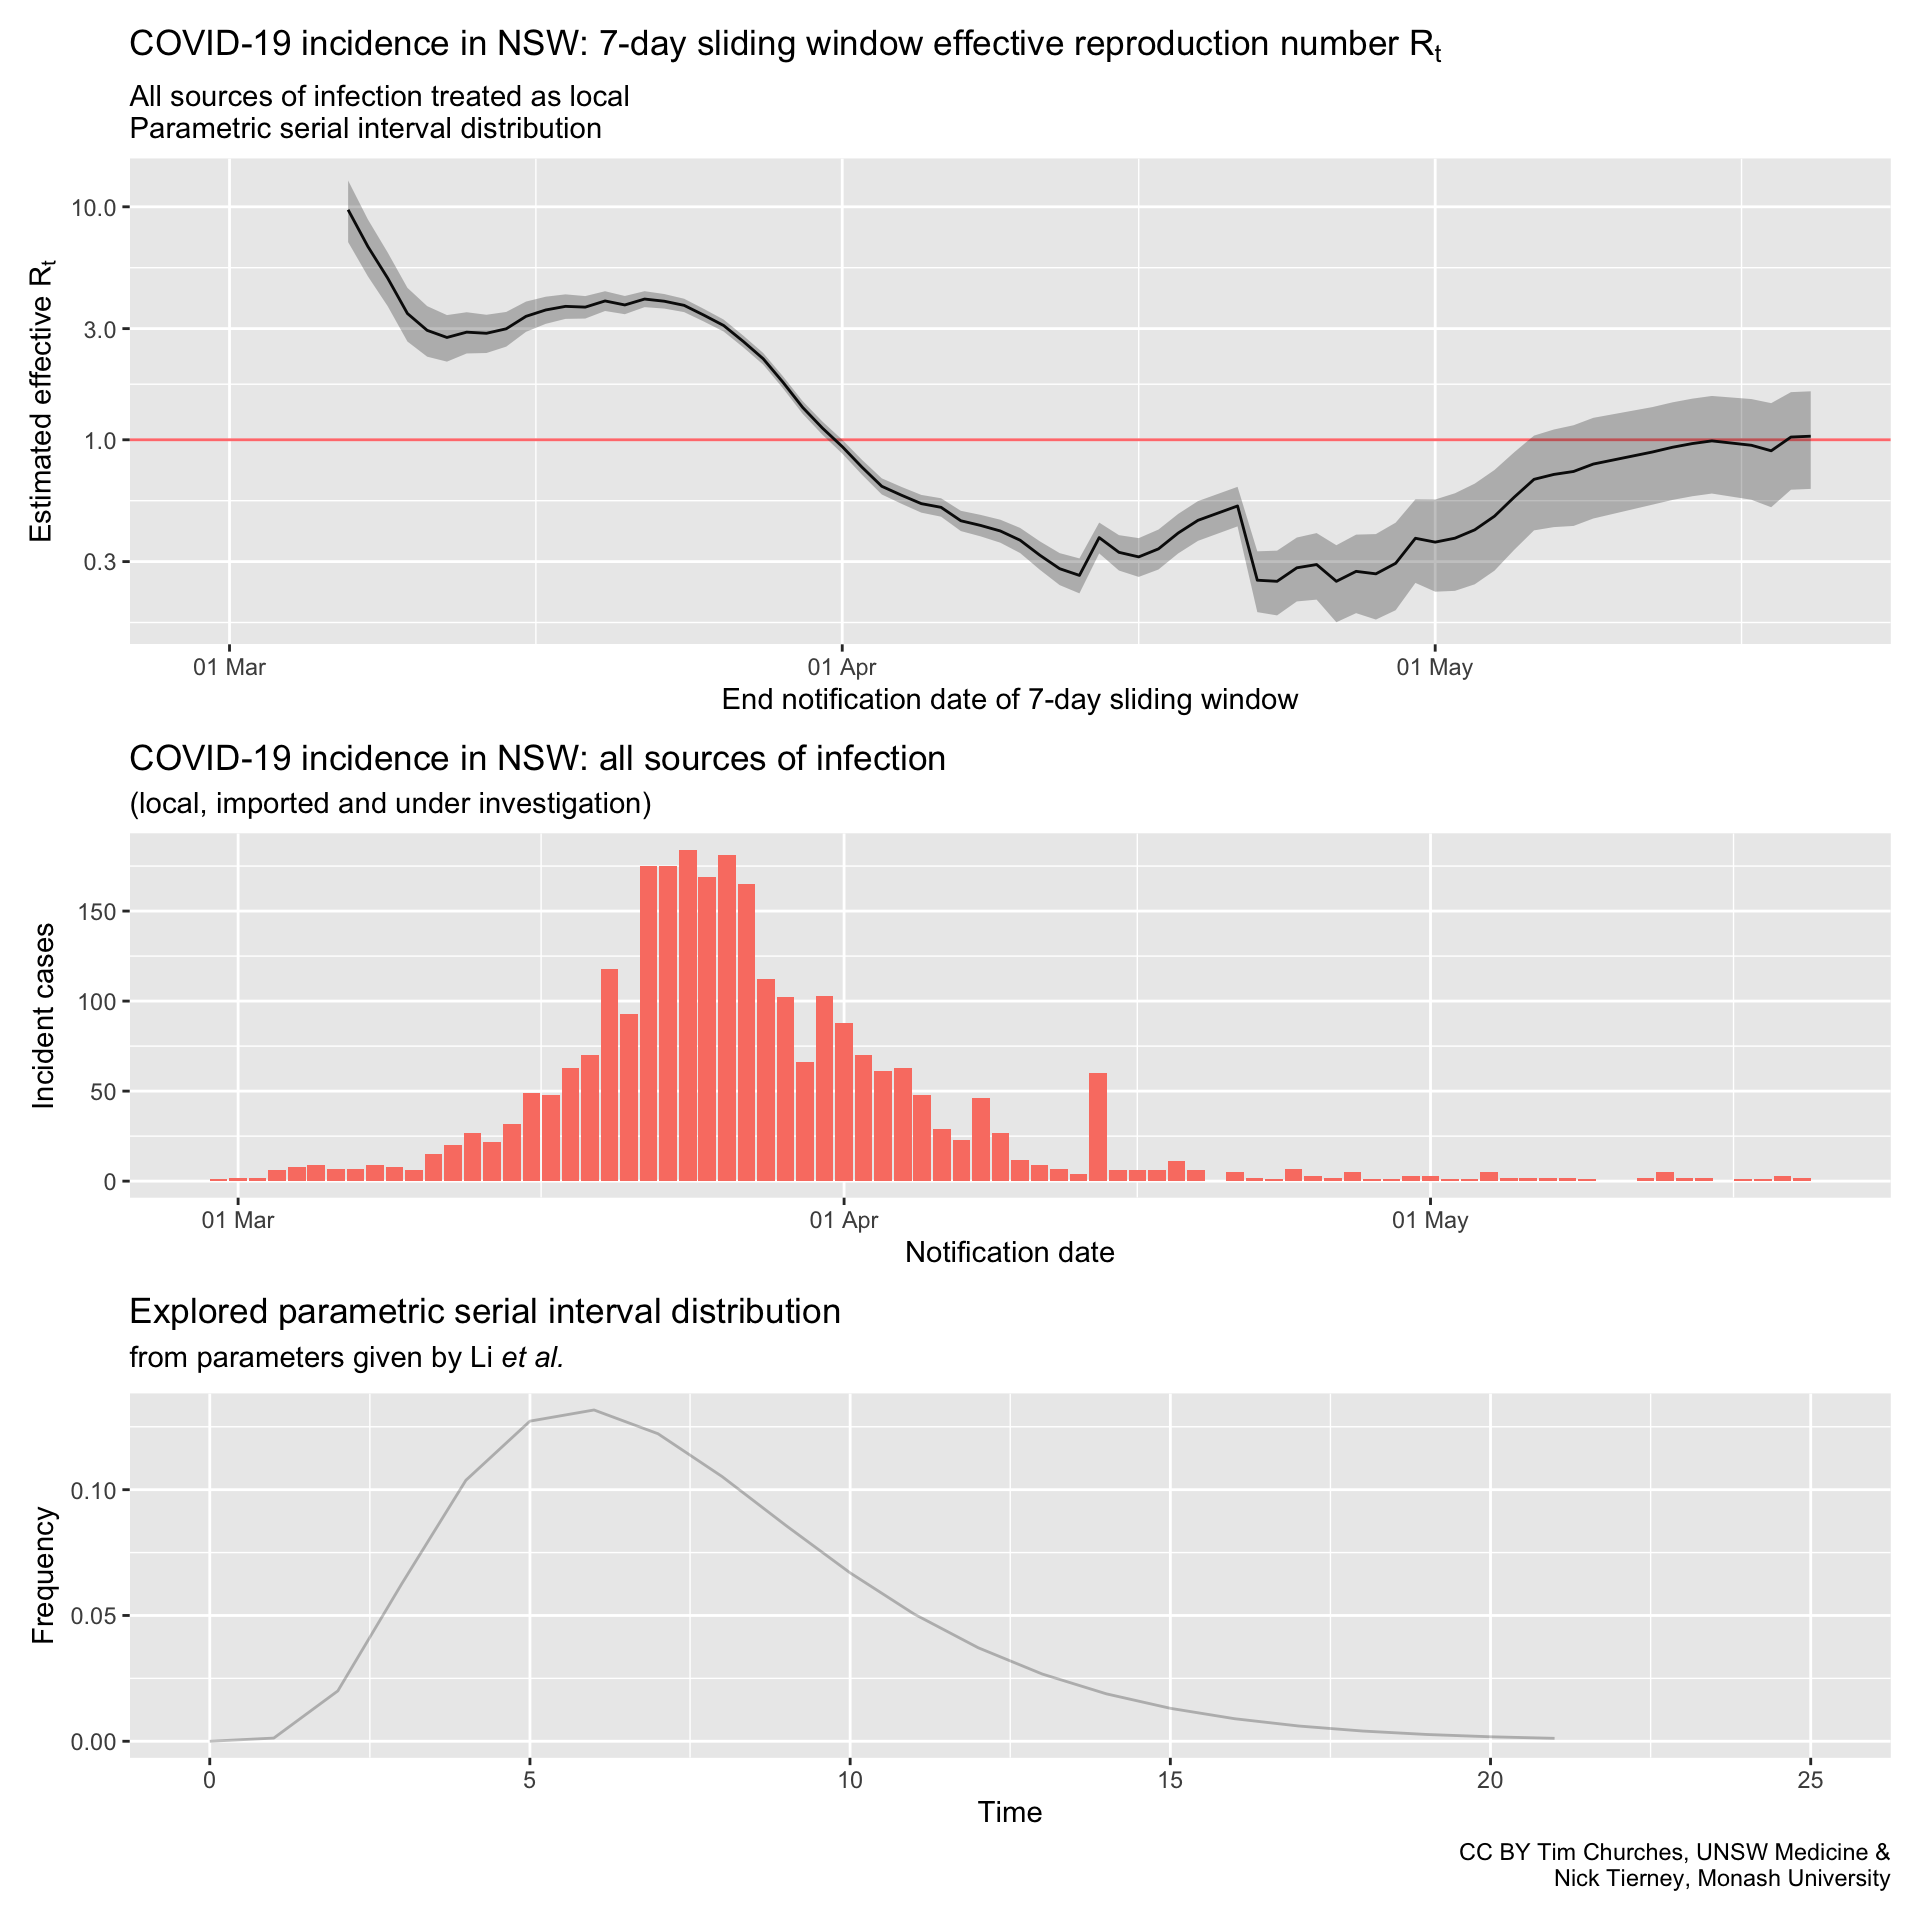 COVID-19 incidence in NSW: 7-day sliding window effective reproduction number Rt
All sources of infection treated as local
Parametric serial interval distribution
Estimated effective Rt
10.0
3.0
1.0
0.3
01 Mar
01 Apr
01 May
End notification date of 7-day sliding window
COVID-19 incidence in NSW: all sources of infection
(local, imported and under investigation)
Incident cases
150
100
50
0
01 Mar
01 Apr
01 May
Notification date
Explored parametric serial interval distribution
from parameters given by Li et al.
Frequency
0.10
0.05
0.00
0
5
10
15
20
25
Time
CC BY Tim Churches, UNSW Medicine &
Nick Tierney, Monash University